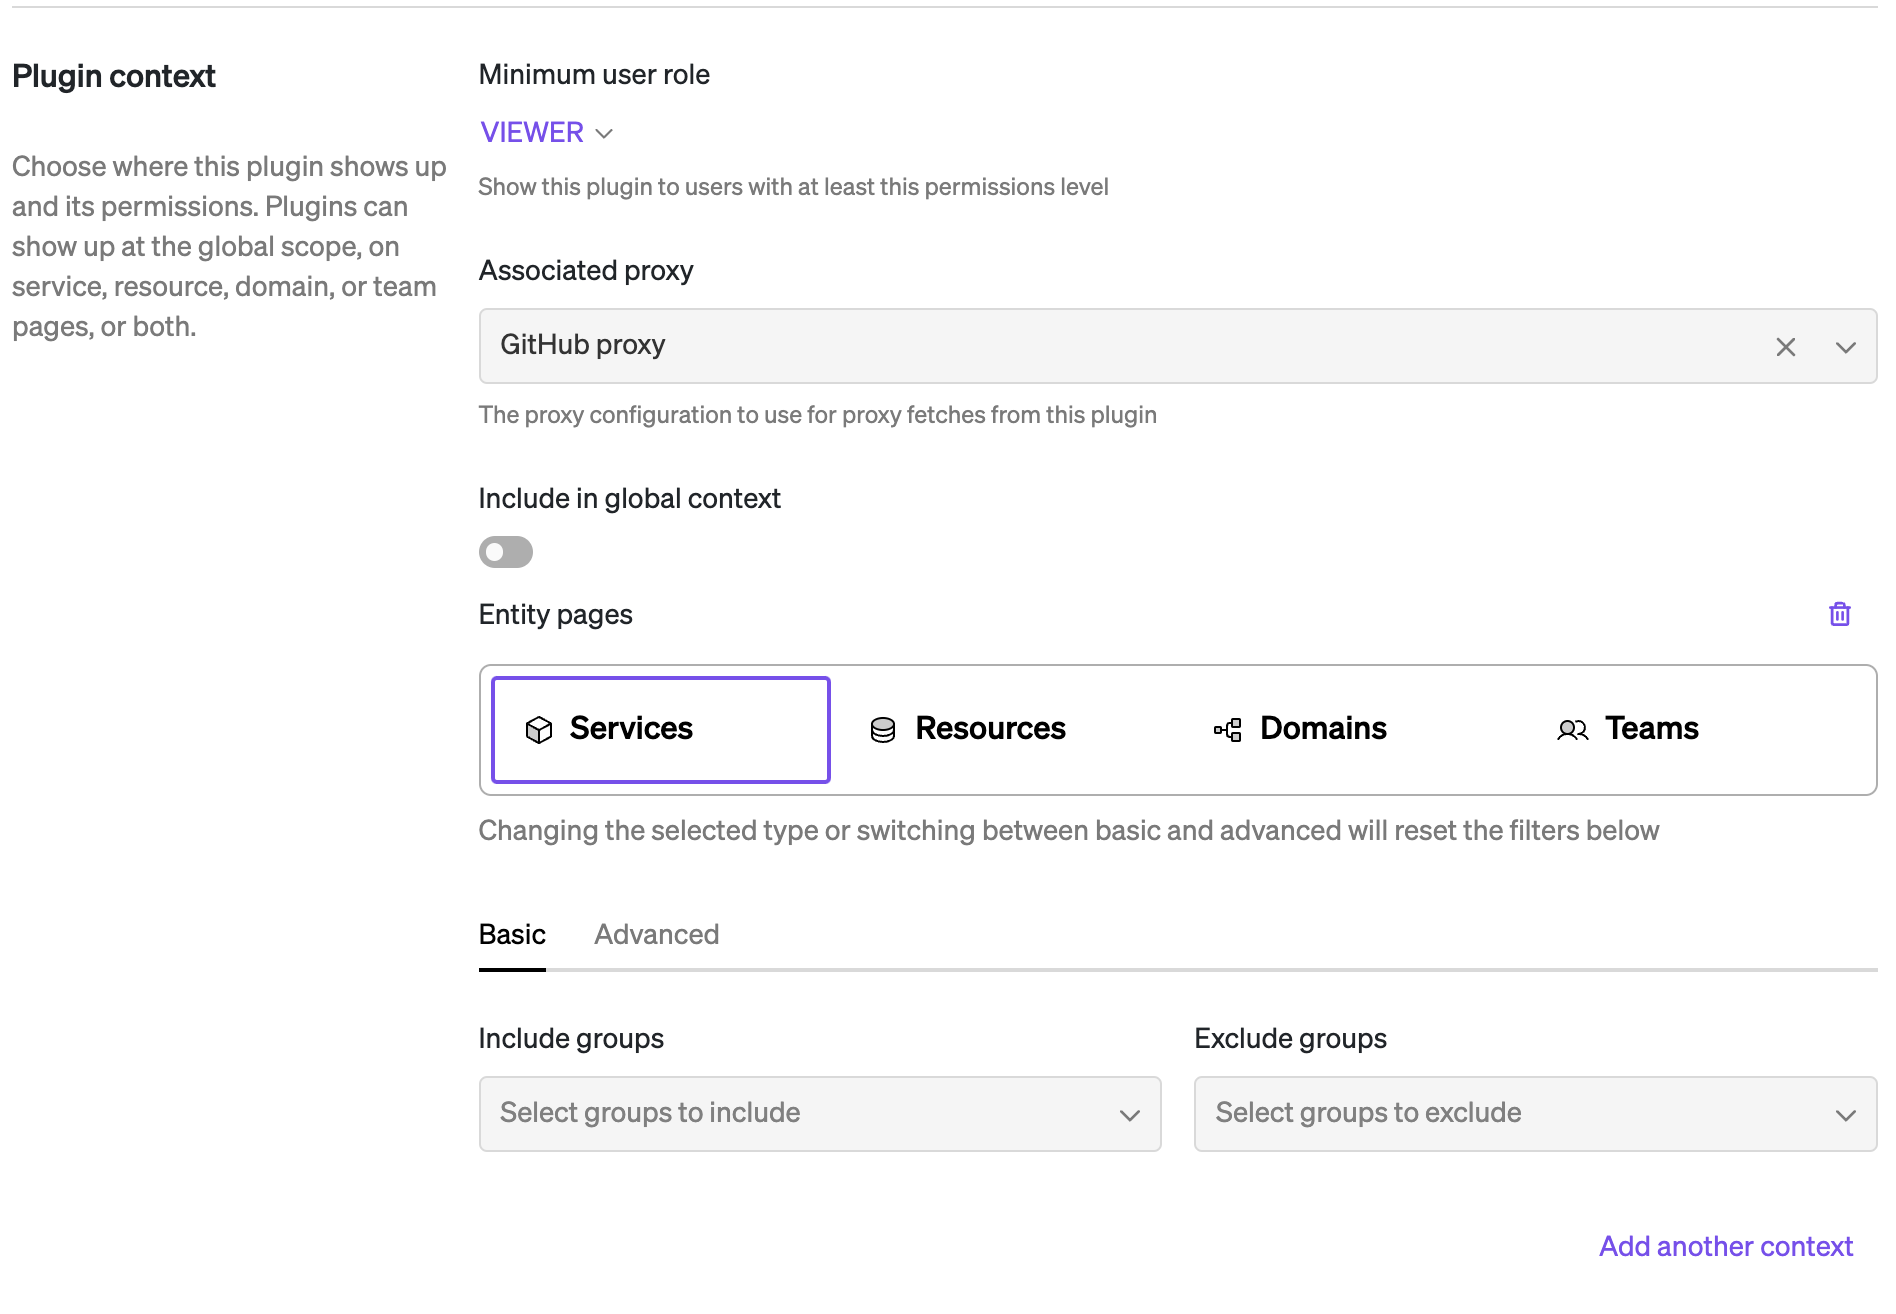 Plugin context
Choose where this plugin shows up
and its permissions. Plugins can
show up at the global scope, on
service, resource, domain, or team
pages, or both.
Minimum user role
VIEWER
Show this plugin to users with at least this permissions level
Associated proxy
GitHub proxy
The proxy configuration to use for proxy fetches from this plugin
Include in global context
Entity pages
Services
Resources
Domains
Teams
Changing the selected type or switching between basic and advanced will reset the filters below
Basic
Advanced
Include groups
Select groups to include
Exclude groups
Select groups to exclude
Add another context